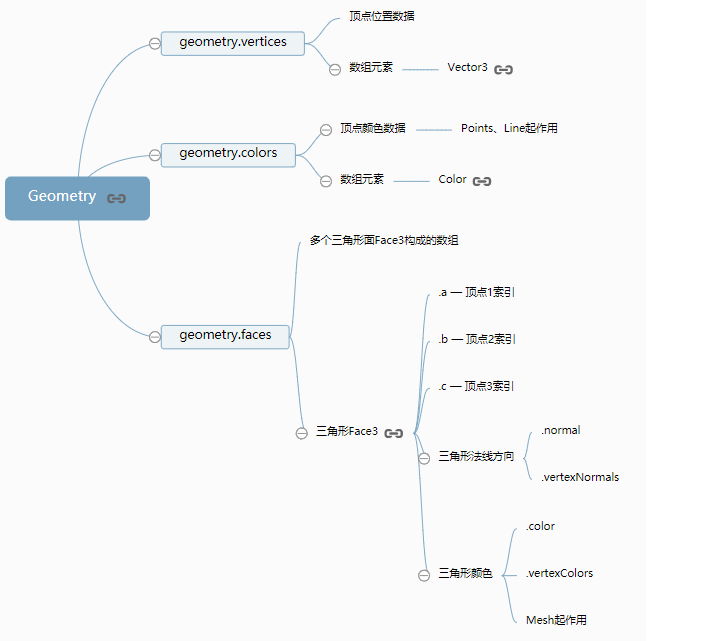 顶点位置数据
geometry.vertices
数组元素
Vector3
顶点颜色数据
Points、Line起作用
geometry.colors
数组元素
Color
Geometry
多个三角形面Face3构成的数组
.a — 顶点1索引
geometry.faces
.b — 顶点2索引
.c — 顶点3索引
三角形Face3
.normal
三角形法线方向
.vertexNormals
.color
三角形颜色
.vertexColors
Mesh起作用